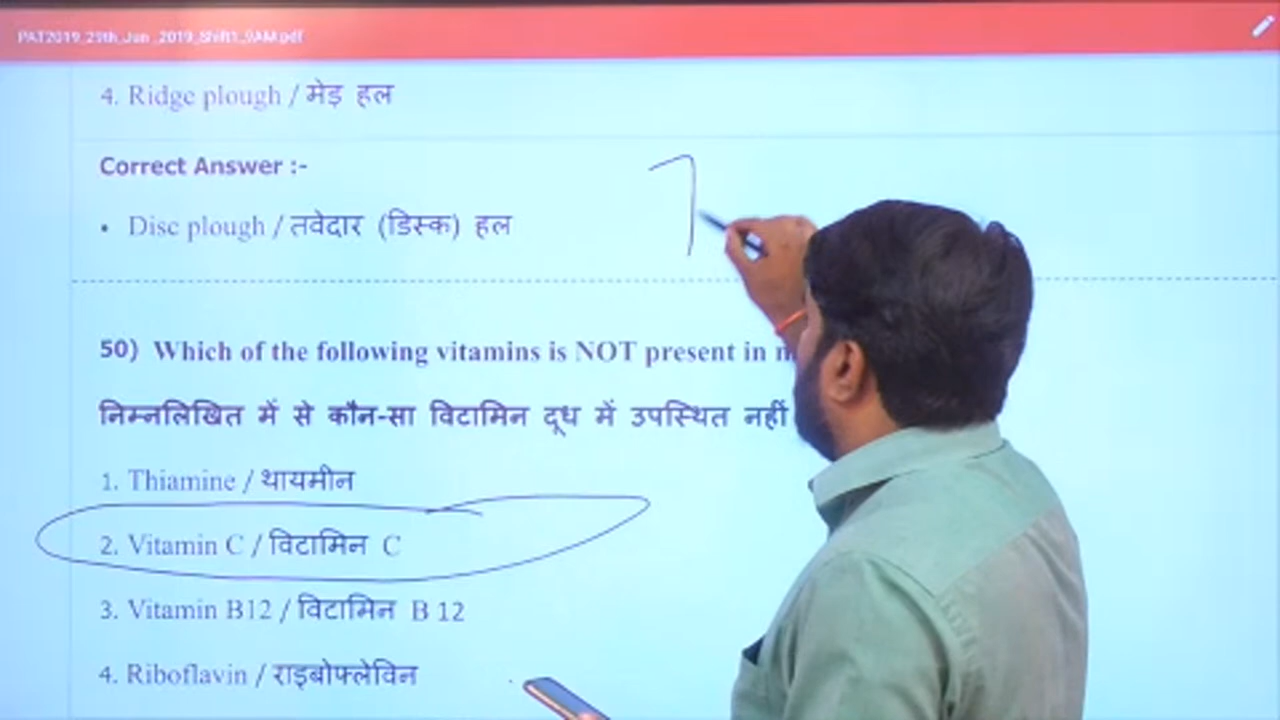 PAT2019_29th_Jun_2019_Shift1_9AM.pdf
4. Ridge plough / मेड़ हल
Correct Answer :-
• Disc plough / तवेदार (डिस्क) हल
50) Which of the following vitamins is NOT present in
निम्नलिखित में से कौन-सा विटामिन दूध में उपस्थित नहीं
1. Thiamine / थायमीन
2. Vitamin C / विटामिन C
3. Vitamin B12 / विटामिन B 12
4. Riboflavin / राइबोफ्लेविन